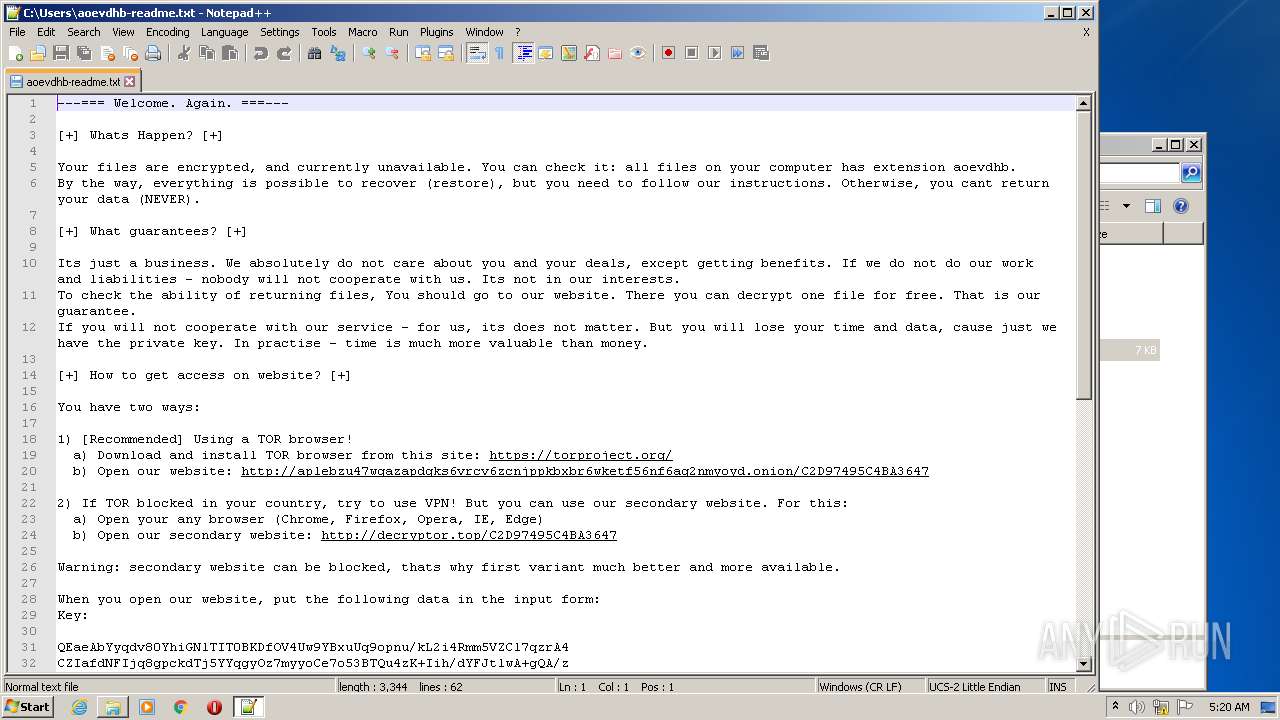 C:\Users\aoevdhb-readme.txt - Notepad++
File Edit Search View Encoding Language Settings Tools Macro Run Plugins Window ? X
aoevdhb-readme.txt
1 ---=== Welcome. Again. ===---
2
3 [+] Whats Happen? [+]
4
5 Your files are encrypted, and currently unavailable. You can check it: all files on your computer has extension aoevdhb.
6 By the way, everything is possible to recover (restore), but you need to follow our instructions. Otherwise, you cant return
your data (NEVER).
7
8 [+] What guarantees? [+]
9
10 Its just a business. We absolutely do not care about you and your deals, except getting benefits. If we do not do our work
and liabilities - nobody will not cooperate with us. Its not in our interests.
11 To check the ability of returning files, You should go to our website. There you can decrypt one file for free. That is our
guarantee.
12 If you will not cooperate with our service - for us, its does not matter. But you will lose your time and data, cause just we
have the private key. In practise - time is much more valuable than money.
13
14 [+] How to get access on website? [+]
15
16 You have two ways:
17
18 1) [Recommended] Using a TOR browser!
19 a) Download and install TOR browser from this site: https://torproject.org/
20 b) Open our website: http://aplebzu47wgazapdqks6vrcv6zcnjppkbxbr6wketf56nf6aq2nmyoyd.onion/C2D97495C4BA3647
21
22 2) If TOR blocked in your country, try to use VPN! But you can use our secondary website. For this:
23 a) Open your any browser (Chrome, Firefox, Opera, IE, Edge)
24 b) Open our secondary website: http://decryptor.top/C2D97495C4BA3647
25
26 Warning: secondary website can be blocked, thats why first variant much better and more available.
27
28 When you open our website, put the following data in the input form:
29 Key:
30
31
32
ze
7 KB
ANY RUN
Normal text file length : 3,344 lines : 62 Ln : 1 Col : 1 Pos : 1 Windows (CR LF) UCS-2 Little Endian INS
Start 5:20 AM